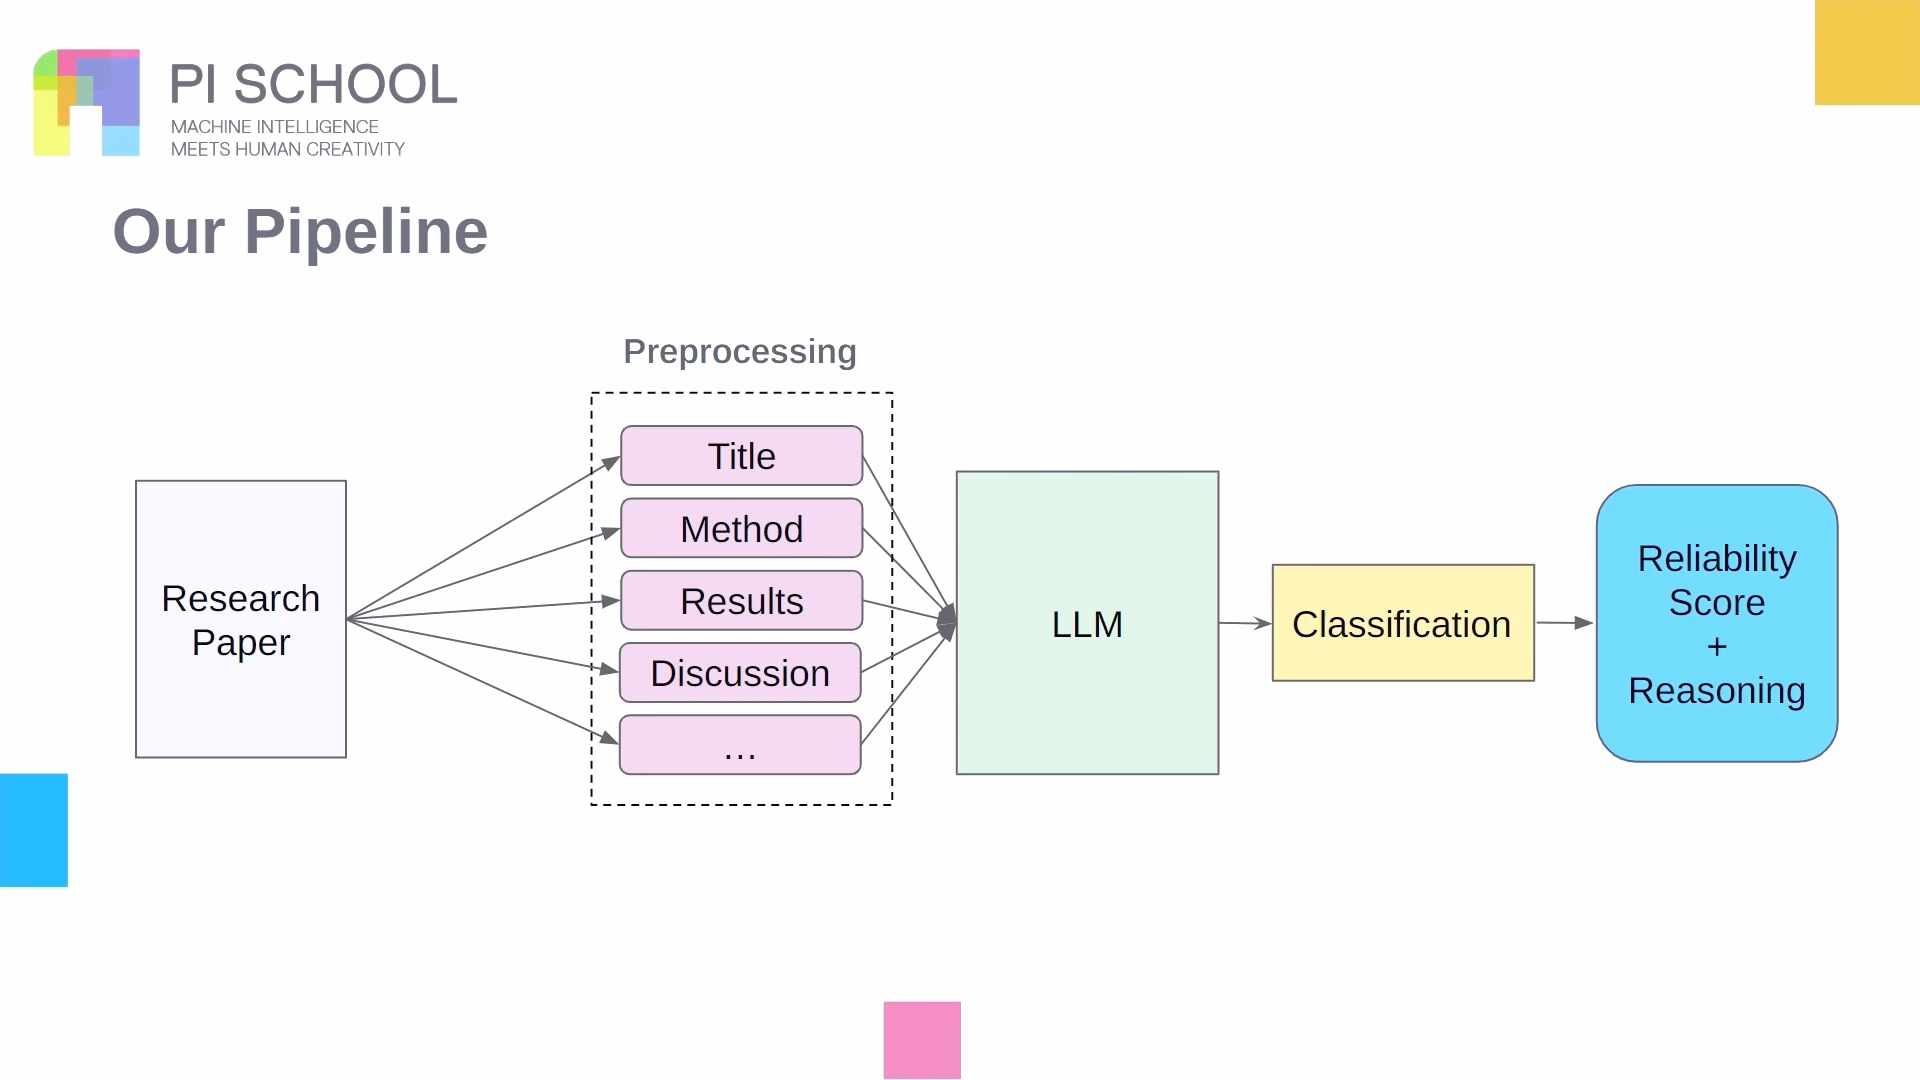 PI SCHOOL
MACHINE INTELLIGENCE
MEETS HUMAN CREATIVITY
Our Pipeline
Preprocessing
Research
Paper
Title
Method
Results
Discussion
...
LLM
Classification
Reliability
Score
+
Reasoning